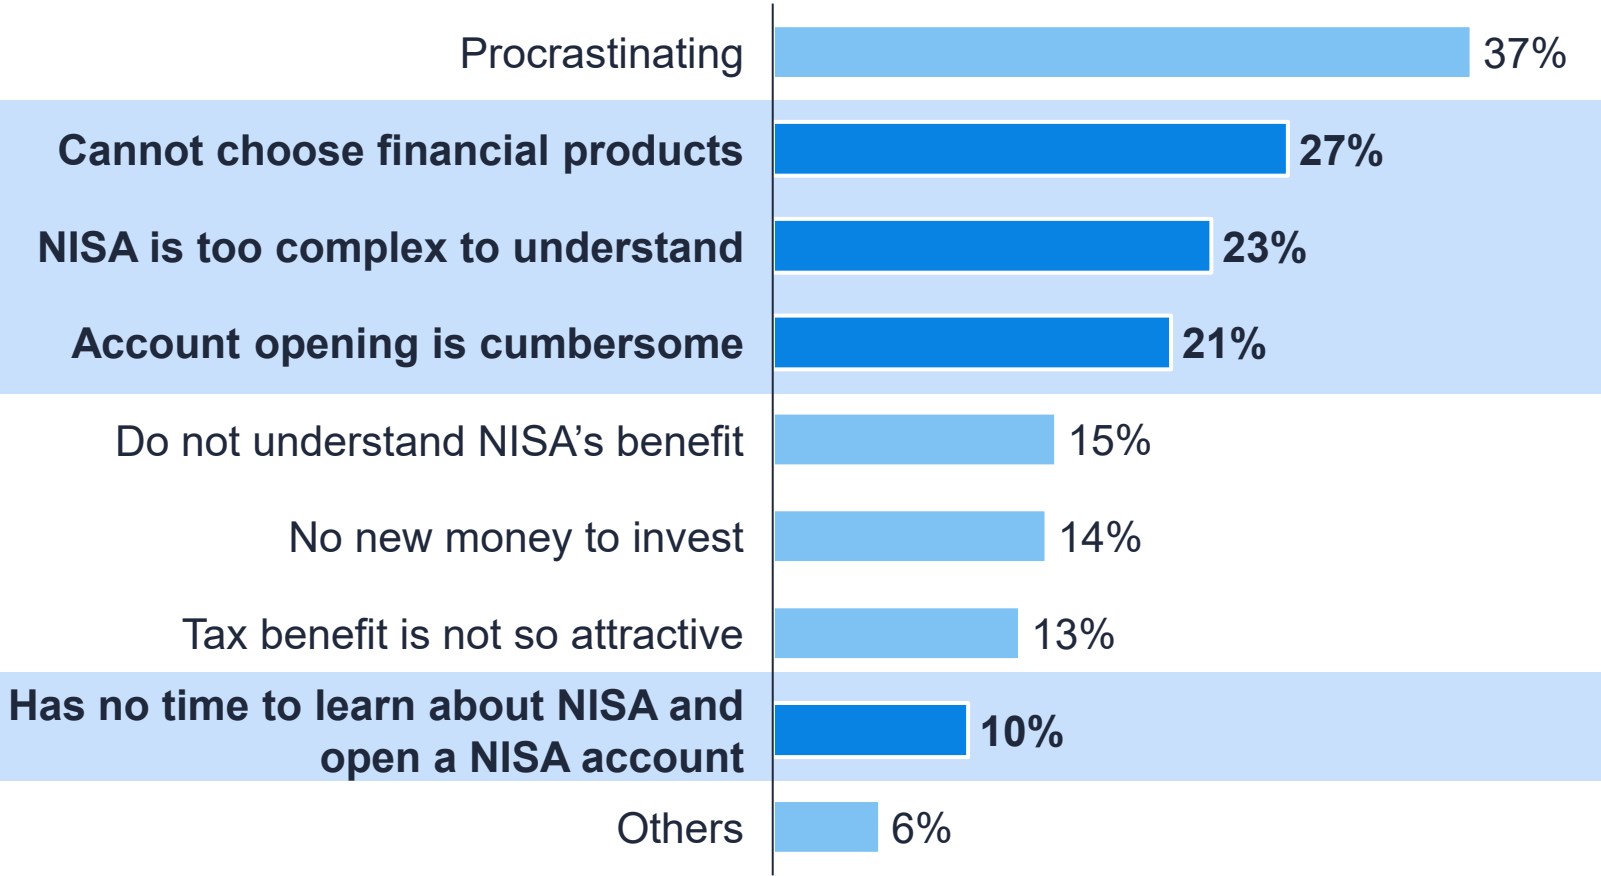 Procrastinating 37%
Cannot choose financial products 27%
NISA is too complex to understand 23%
Account opening is cumbersome 21%
Do not understand NISA’s benefit 15%
No new money to invest 14%
Tax benefit is not so attractive 13%
Has no time to learn about NISA and
open a NISA account 10%
Others 6%